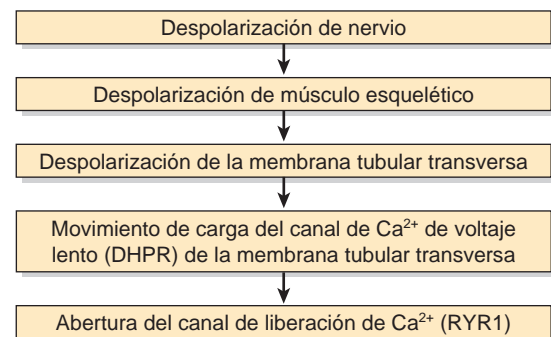 Despolarización de nervio
Despolarización de músculo esquelético
Despolarización de la membrana tubular transversa
Movimiento de carga del canal de Ca²⁺ de voltaje
lento (DHPR) de la membrana tubular transversa
Abertura del canal de liberación de Ca²⁺ (RYR1)